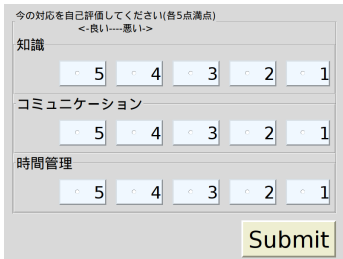 今の対応を自己評価してください(各5点満点)
<-良い----悪い->
知識
5 4 3 2 1
コミュニケーション
5 4 3 2 1
時間管理
5 4 3 2 1
Submit